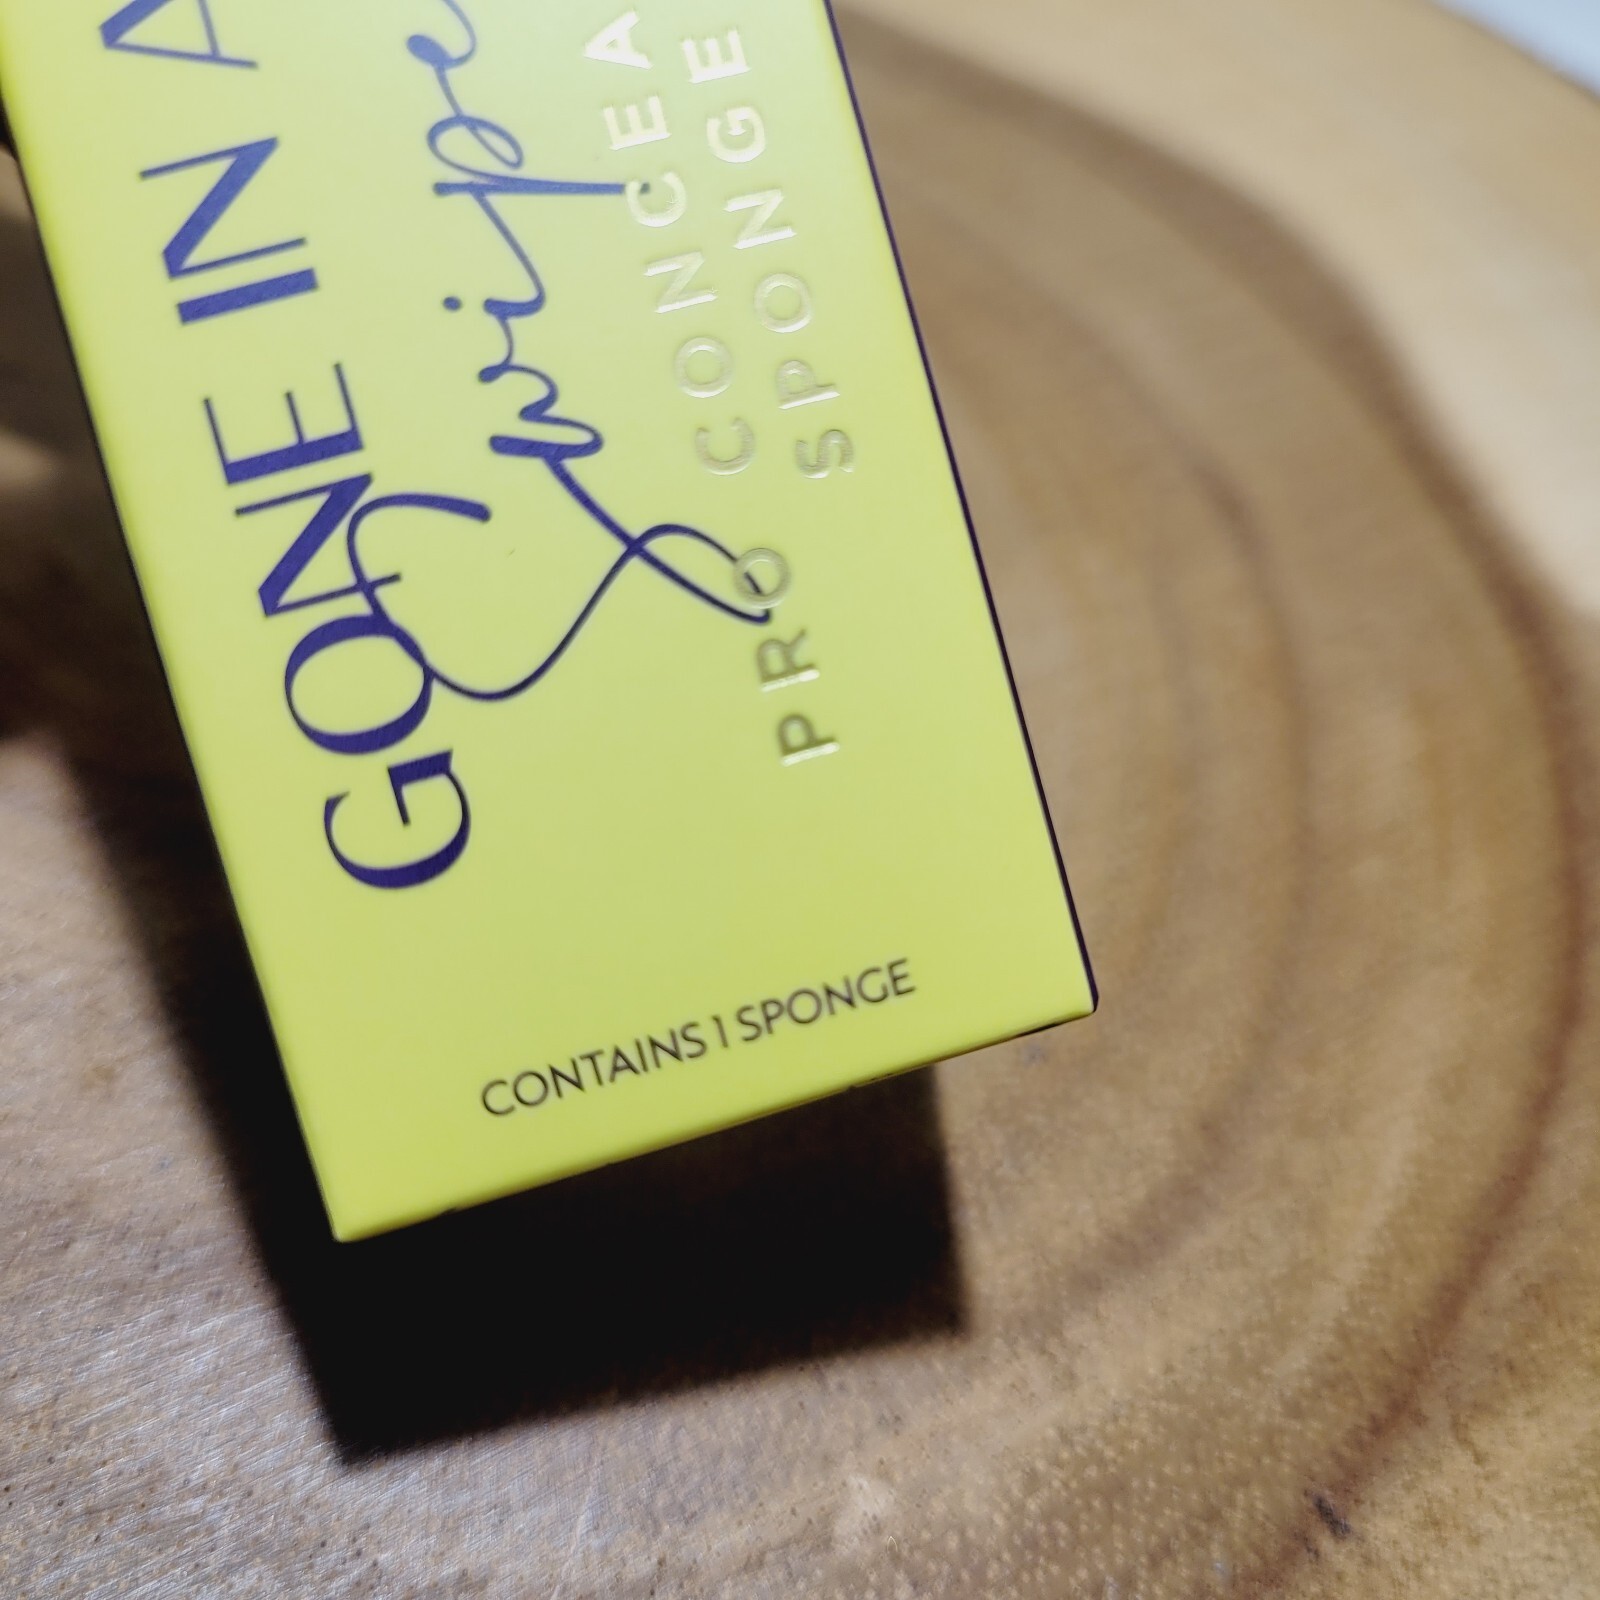 GONE IN A
Swipe
PRO CONCEA
SPONGE
CONTAINS 1 SPONGE